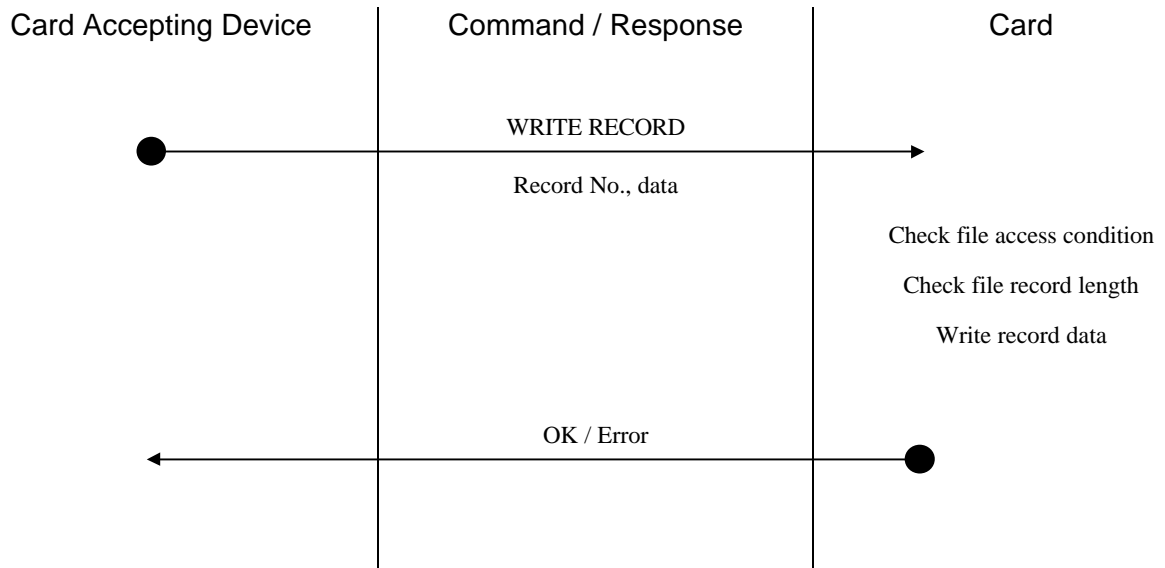 Card Accepting Device
Command / Response
Card
WRITE RECORD
Record No., data
Check file access condition
Check file record length
Write record data
OK / Error